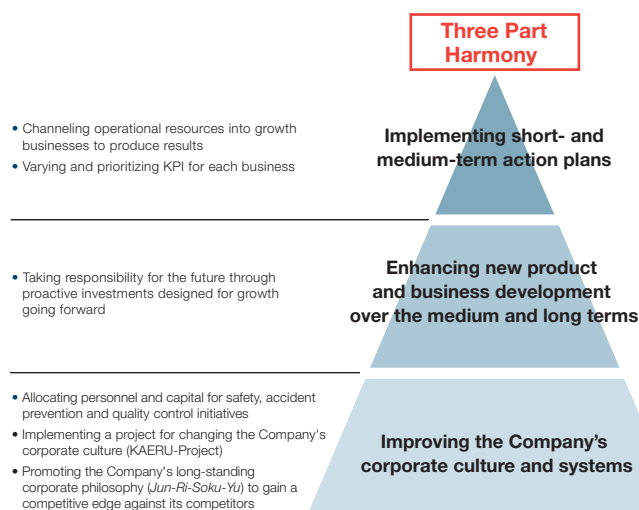 Three Part
Harmony
• Channeling operational resources into growth
businesses to produce results
• Varying and prioritizing KPI for each business
Implementing short- and
medium-term action plans
• Taking responsibility for the future through
proactive investments designed for growth
going forward
Enhancing new product
and business development
over the medium and long terms
• Allocating personnel and capital for safety, accident
prevention and quality control initiatives
• Implementing a project for changing the Company's
corporate culture (KAERU-Project)
• Promoting the Company's long-standing
corporate philosophy (Jun-Ri-Soku-Yu) to gain a
competitive edge against its competitors
Improving the Company's
corporate culture and systems